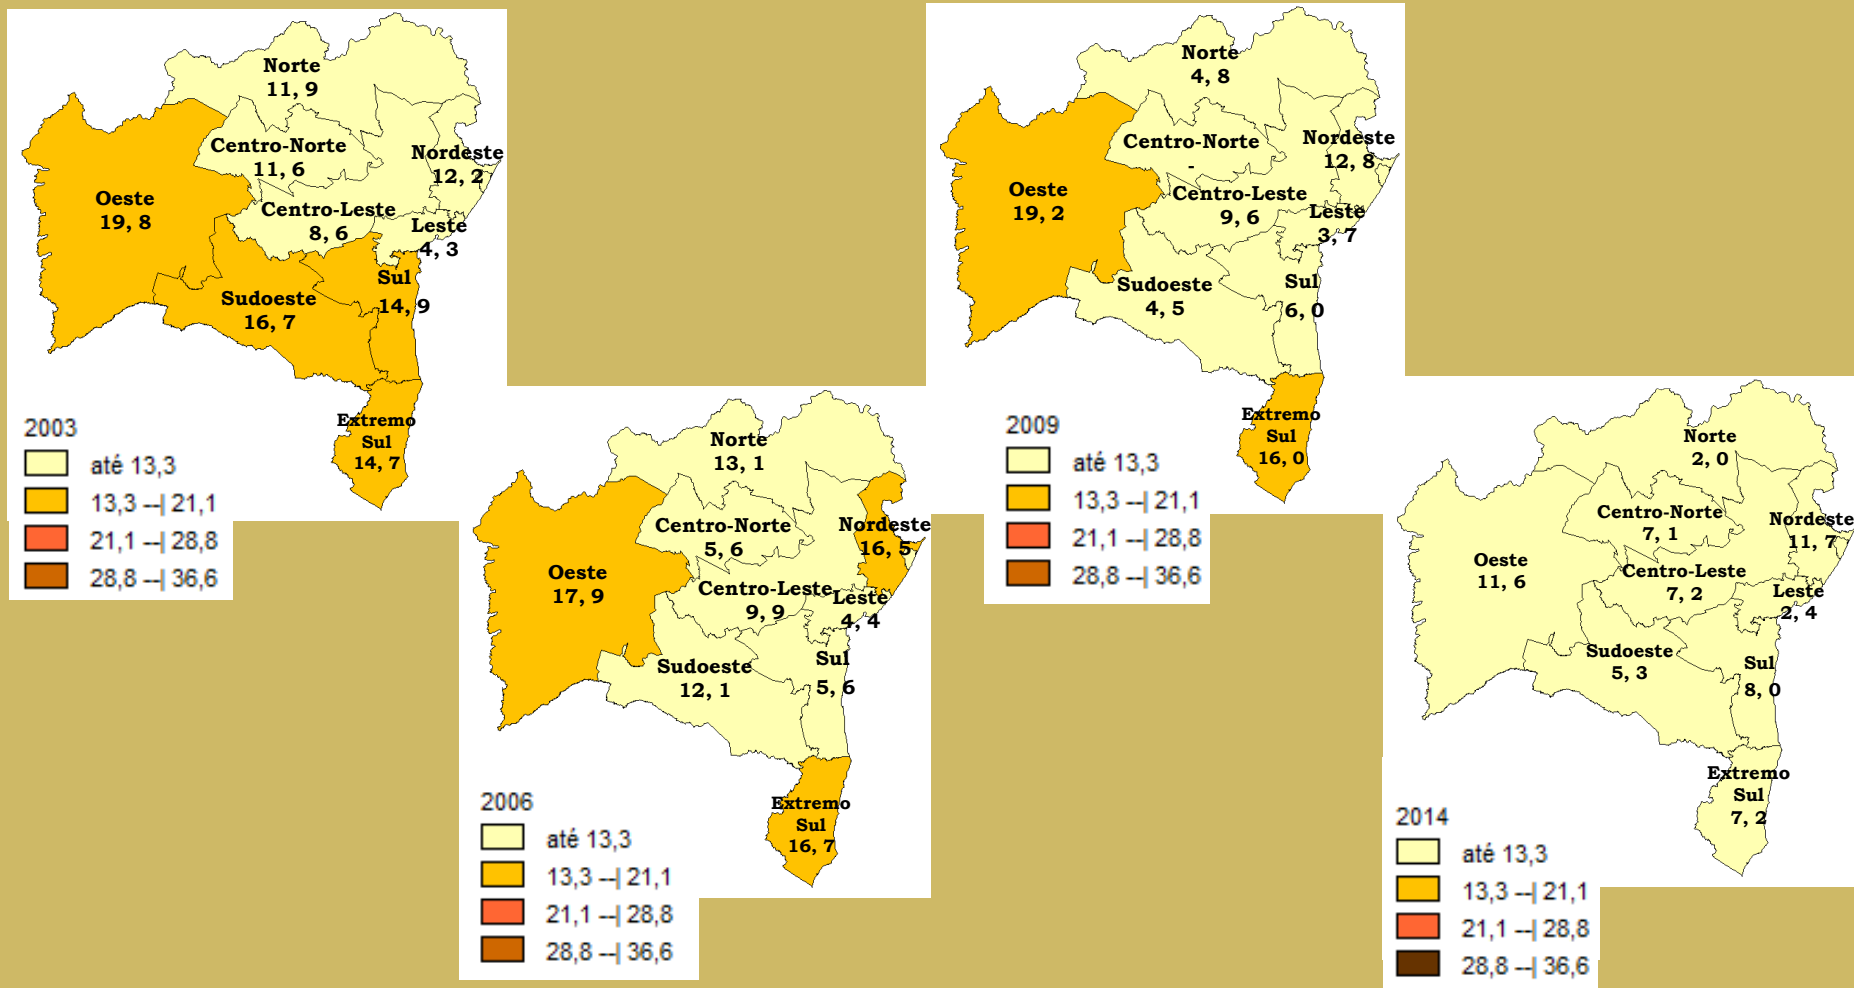 Norte
11, 9
Centro-Norte
11, 6
Nordeste
12, 2
Oeste
19, 8
Centro-Leste
8, 6
Leste
4, 3
Sul
14, 9
Sudoeste
16, 7
Extremo
Sul
14, 7
2003
até 13,3
13,3 --| 21,1
21,1 --| 28,8
28,8 --| 36,6
Norte
13, 1
Centro-Norte
5, 6
Nordeste
16, 5
Oeste
17, 9
Centro-Leste
9, 9
Leste
4, 4
Sul
5, 6
Sudoeste
12, 1
Extremo
Sul
16, 7
2006
até 13,3
13,3 --| 21,1
21,1 --| 28,8
28,8 --| 36,6
Norte
4, 8
Centro-Norte
-
Nordeste
12, 8
Oeste
19, 2
Centro-Leste
9, 6
Leste
3, 7
Sul
6, 0
Sudoeste
4, 5
Extremo
Sul
16, 0
2009
até 13,3
13,3 --| 21,1
21,1 --| 28,8
28,8 --| 36,6
Norte
2, 0
Centro-Norte
7, 1
Nordeste
11, 7
Oeste
11, 6
Centro-Leste
7, 2
Leste
2, 4
Sudoeste
5, 3
Sul
8, 0
Extremo
Sul
7, 2
2014
até 13,3
13,3 --| 21,1
21,1 --| 28,8
28,8 --| 36,6